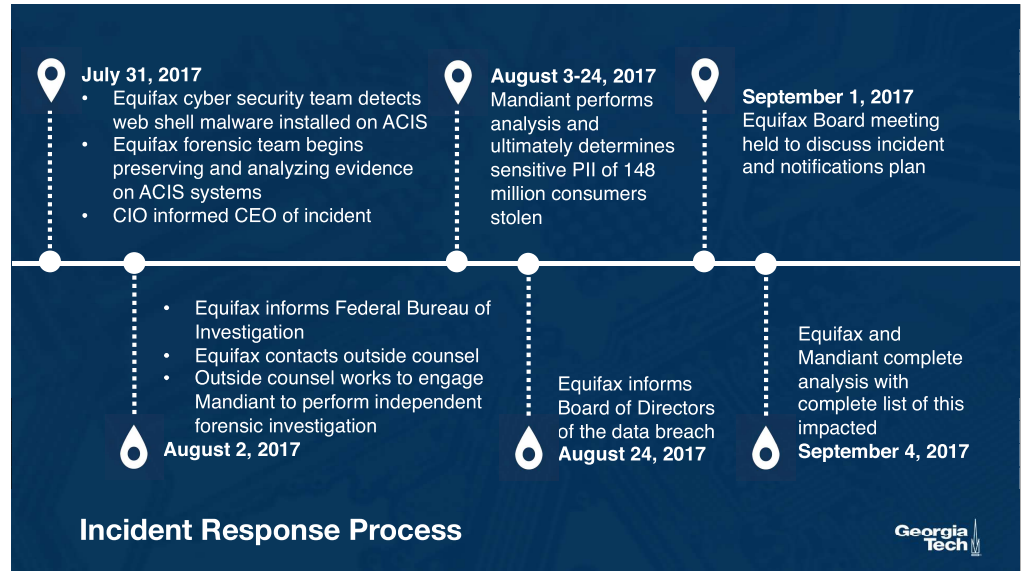 July 31, 2017
• Equifax cyber security team detects
web shell malware installed on ACIS
• Equifax forensic team begins
preserving and analyzing evidence
on ACIS systems
• CIO informed CEO of incident
August 3-24, 2017
Mandiant performs
analysis and
ultimately determines
sensitive PII of 148
million consumers
stolen
September 1, 2017
Equifax Board meeting
held to discuss incident
and notifications plan
• Equifax informs Federal Bureau of
Investigation
• Equifax contacts outside counsel
• Outside counsel works to engage
Mandiant to perform independent
forensic investigation
August 2, 2017
Equifax informs
Board of Directors
of the data breach
August 24, 2017
Equifax and
Mandiant complete
analysis with
complete list of this
impacted
September 4, 2017
Incident Response Process
Georgia
Tech